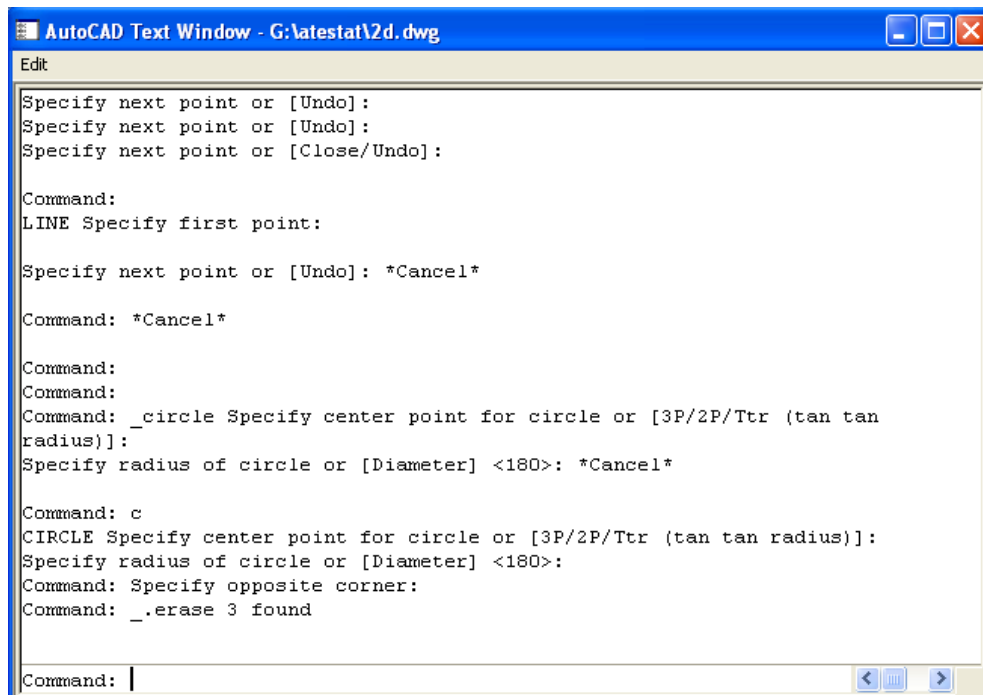 AutoCAD Text Window - G:\atestat\2d.dwg
Edit
Specify next point or [Undo]:
Specify next point or [Undo]:
Specify next point or [Close/Undo]:
Command:
LINE Specify first point:
Specify next point or [Undo]: *Cancel*
Command: *Cancel*
Command:
Command:
Command: _circle Specify center point for circle or [3P/2P/Ttr (tan tan
radius)]:
Specify radius of circle or [Diameter] <180>: *Cancel*
Command: c
CIRCLE Specify center point for circle or [3P/2P/Ttr (tan tan radius)]:
Specify radius of circle or [Diameter] <180>:
Command: Specify opposite corner:
Command: _.erase 3 found
Command: